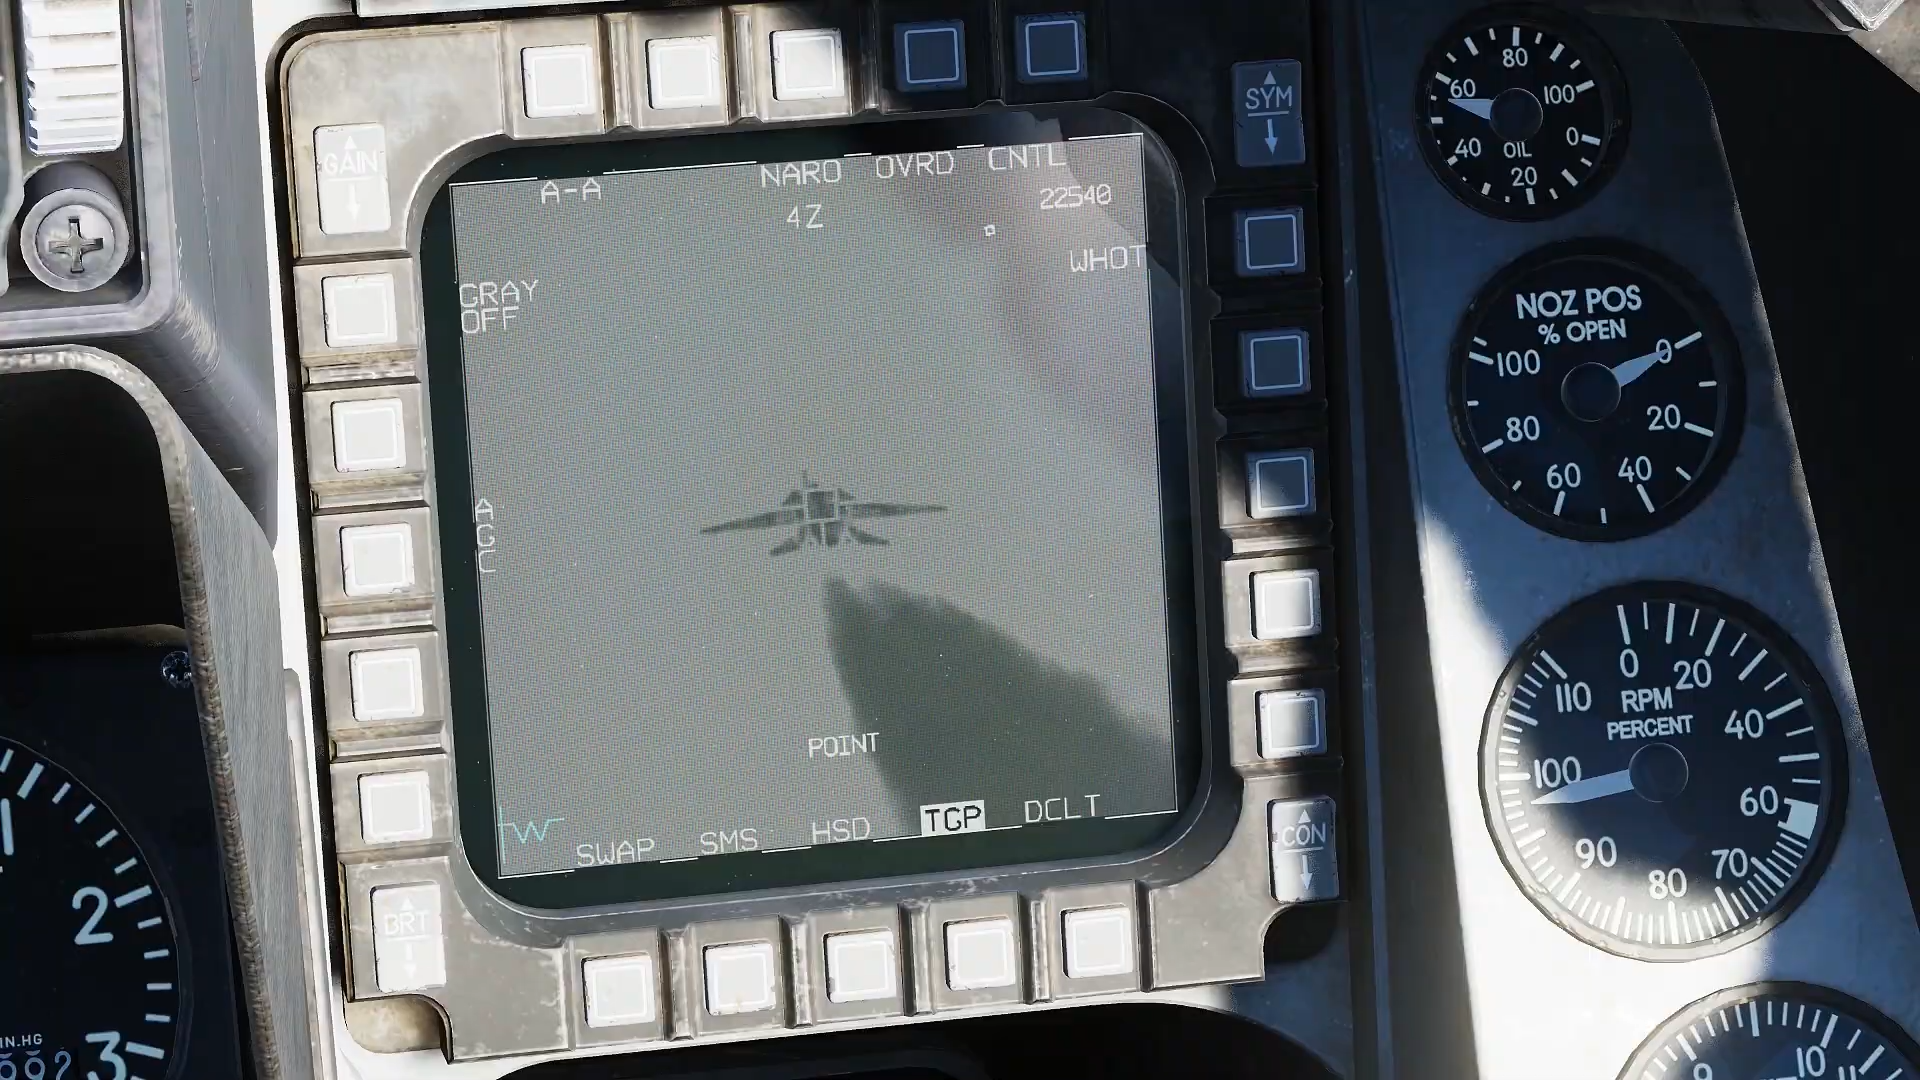 SYM
GAIN
A-A
NARO
OVRD
CNTL
4Z
22540
WHOT
GRAY
OFF
A
G
C
POINT
W
SWAP
SMS
HSD
TGP
DCLT
BRT
CON
80
60
100
40
OIL
0
20
NOZ POS
% OPEN
100
0
80
20
60
40
0
20
110
RPM
PERCENT
40
100
60
90
70
80
2
3
IN.HG
10
9